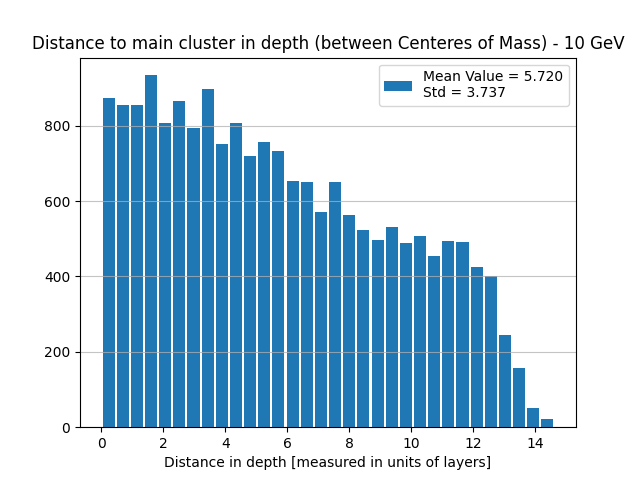 Distance to main cluster in depth (between Centeres of Mass) - 10 GeV
Mean Value = 5.720
Std = 3.737
800
600
400
200
0
0 2 4 6 8 10 12 14
Distance in depth [measured in units of layers]